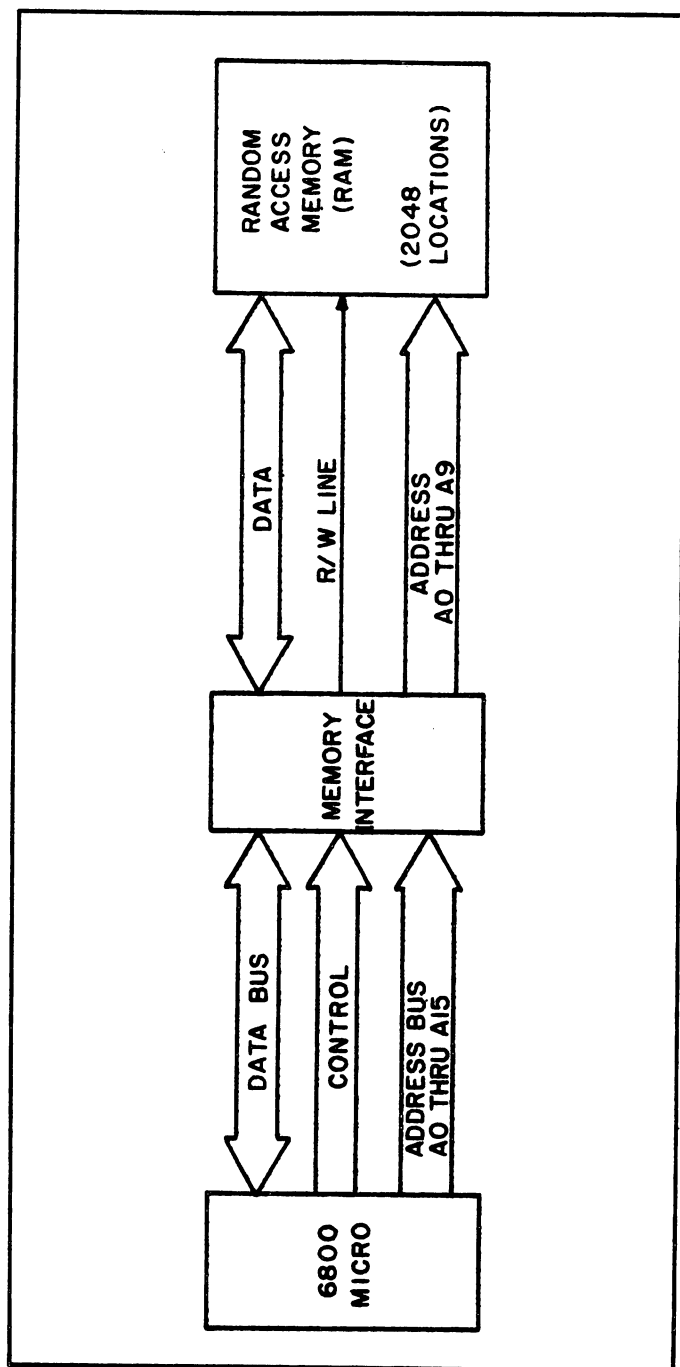 6800
MICRO
DATA BUS
CONTROL
ADDRESS BUS
A0 THRU A15
MEMORY
INTERFACE
DATA
R/W LINE
ADDRESS
A0 THRU A9
RANDOM
ACCESS
MEMORY
(RAM)
(2048
LOCATIONS)